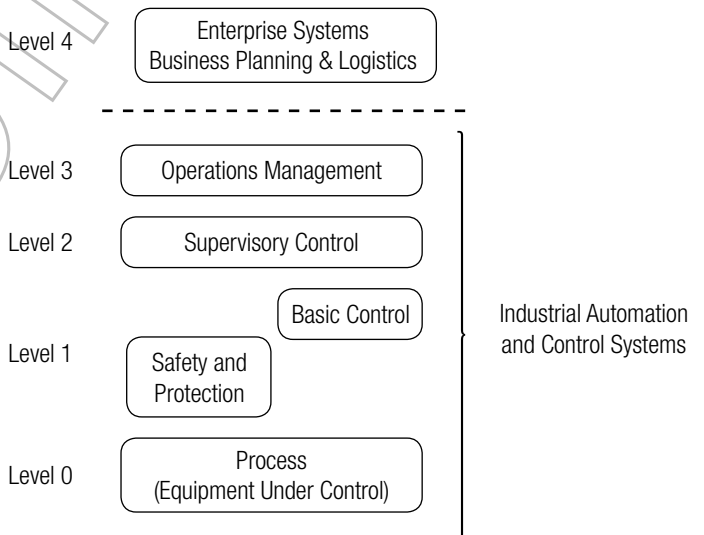 Level 4
Enterprise Systems
Business Planning & Logistics
Level 3
Operations Management
Level 2
Supervisory Control
Basic Control
Level 1
Safety and
Protection
Industrial Automation
and Control Systems
Level 0
Process
(Equipment Under Control)